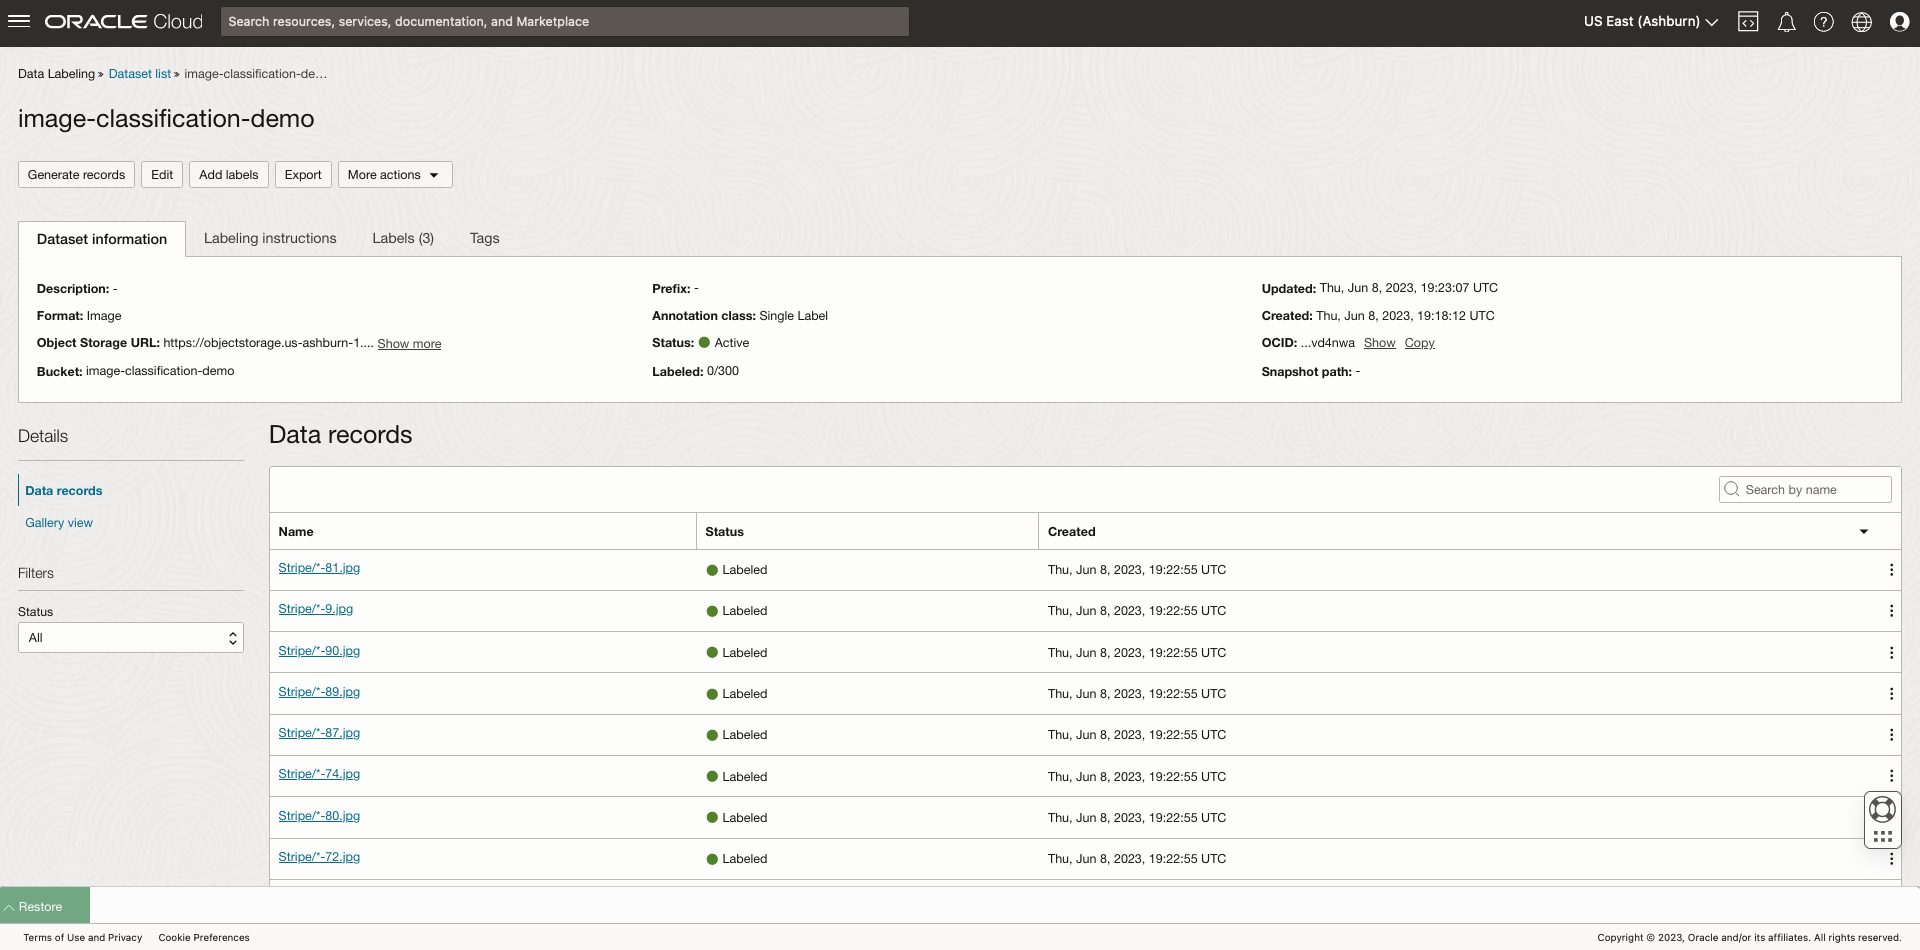 ORACLE Cloud
Search resources, services, documentation, and Marketplace
US East (Ashburn)
Data Labeling » Dataset list » image-classification-de...
image-classification-demo
Generate records
Edit
Add labels
Export
More actions
Dataset information
Labeling instructions
Labels (3)
Tags
Description: -
Format: Image
Object Storage URL: https://objectstorage.us-ashburn-1.... Show more
Bucket: image-classification-demo
Prefix: -
Annotation class: Single Label
Status: Active
Labeled: 0/300
Updated: Thu, Jun 8, 2023, 19:23:07 UTC
Created: Thu, Jun 8, 2023, 19:18:12 UTC
OCID: ...vd4nwa Show Copy
Snapshot path: -
Details
Data records
Gallery view
Filters
Status
All
Data records
Search by name
Name Status Created
Stripe/*-81.jpg Labeled Thu, Jun 8, 2023, 19:22:55 UTC
Stripe/*-9.jpg Labeled Thu, Jun 8, 2023, 19:22:55 UTC
Stripe/*-90.jpg Labeled Thu, Jun 8, 2023, 19:22:55 UTC
Stripe/*-89.jpg Labeled Thu, Jun 8, 2023, 19:22:55 UTC
Stripe/*-87.jpg Labeled Thu, Jun 8, 2023, 19:22:55 UTC
Stripe/*-74.jpg Labeled Thu, Jun 8, 2023, 19:22:55 UTC
Stripe/*-80.jpg Labeled Thu, Jun 8, 2023, 19:22:55 UTC
Stripe/*-72.jpg Labeled Thu, Jun 8, 2023, 19:22:55 UTC
Restore
Terms of Use and Privacy Cookie Preferences
Copyright © 2023, Oracle and/or its affiliates. All rights reserved.